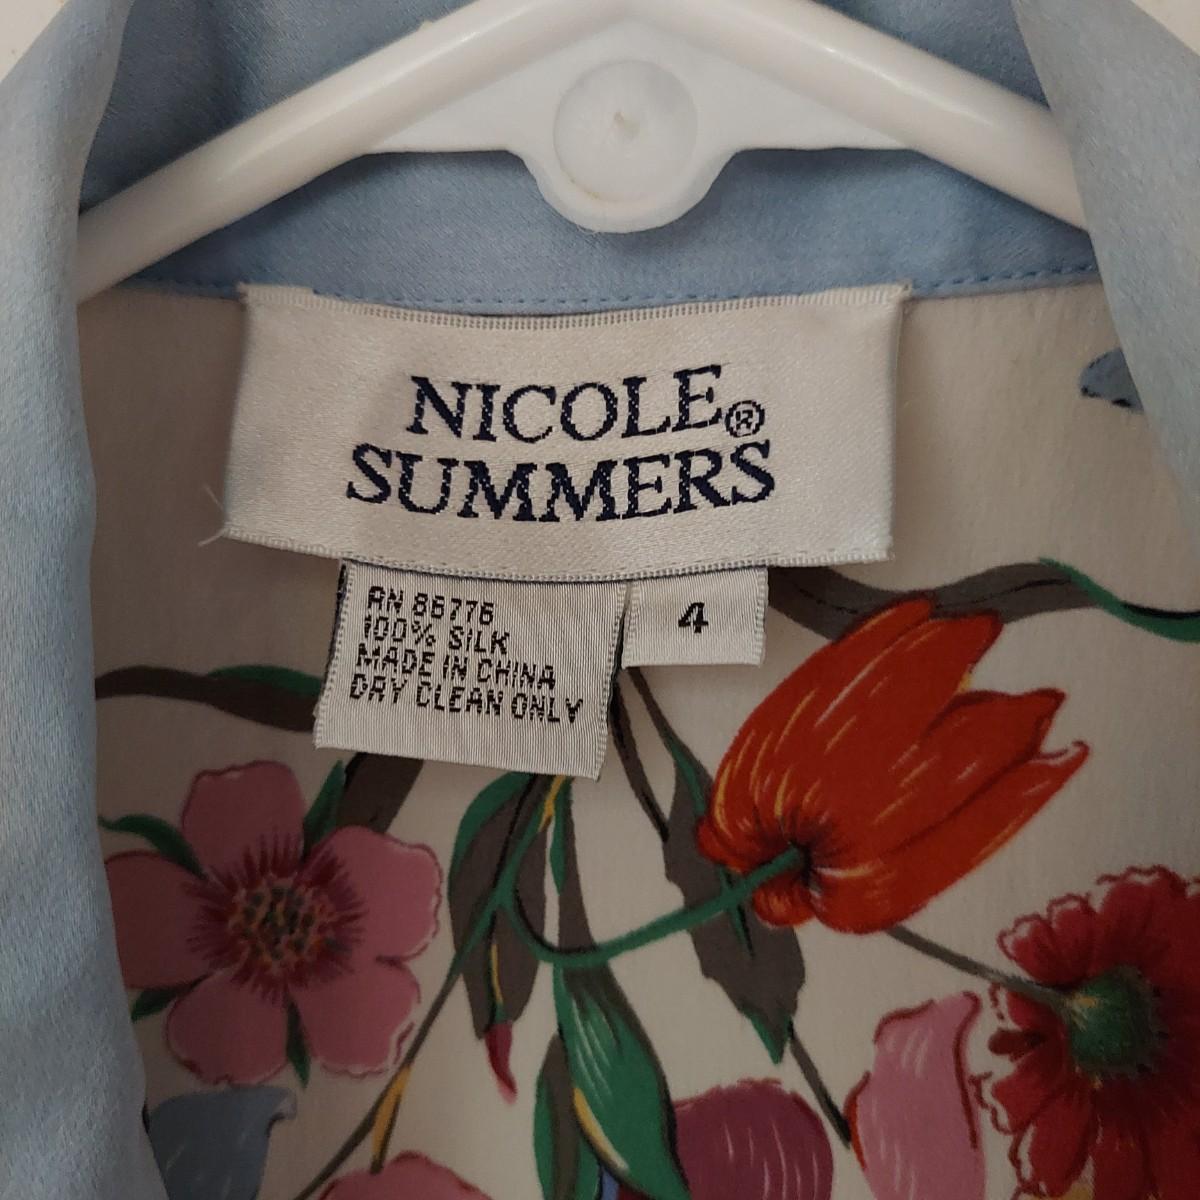 NICOLE®
SUMMERS
RN 86776
100% SILK
MADE IN CHINA
DRY CLEAN ONLY
4